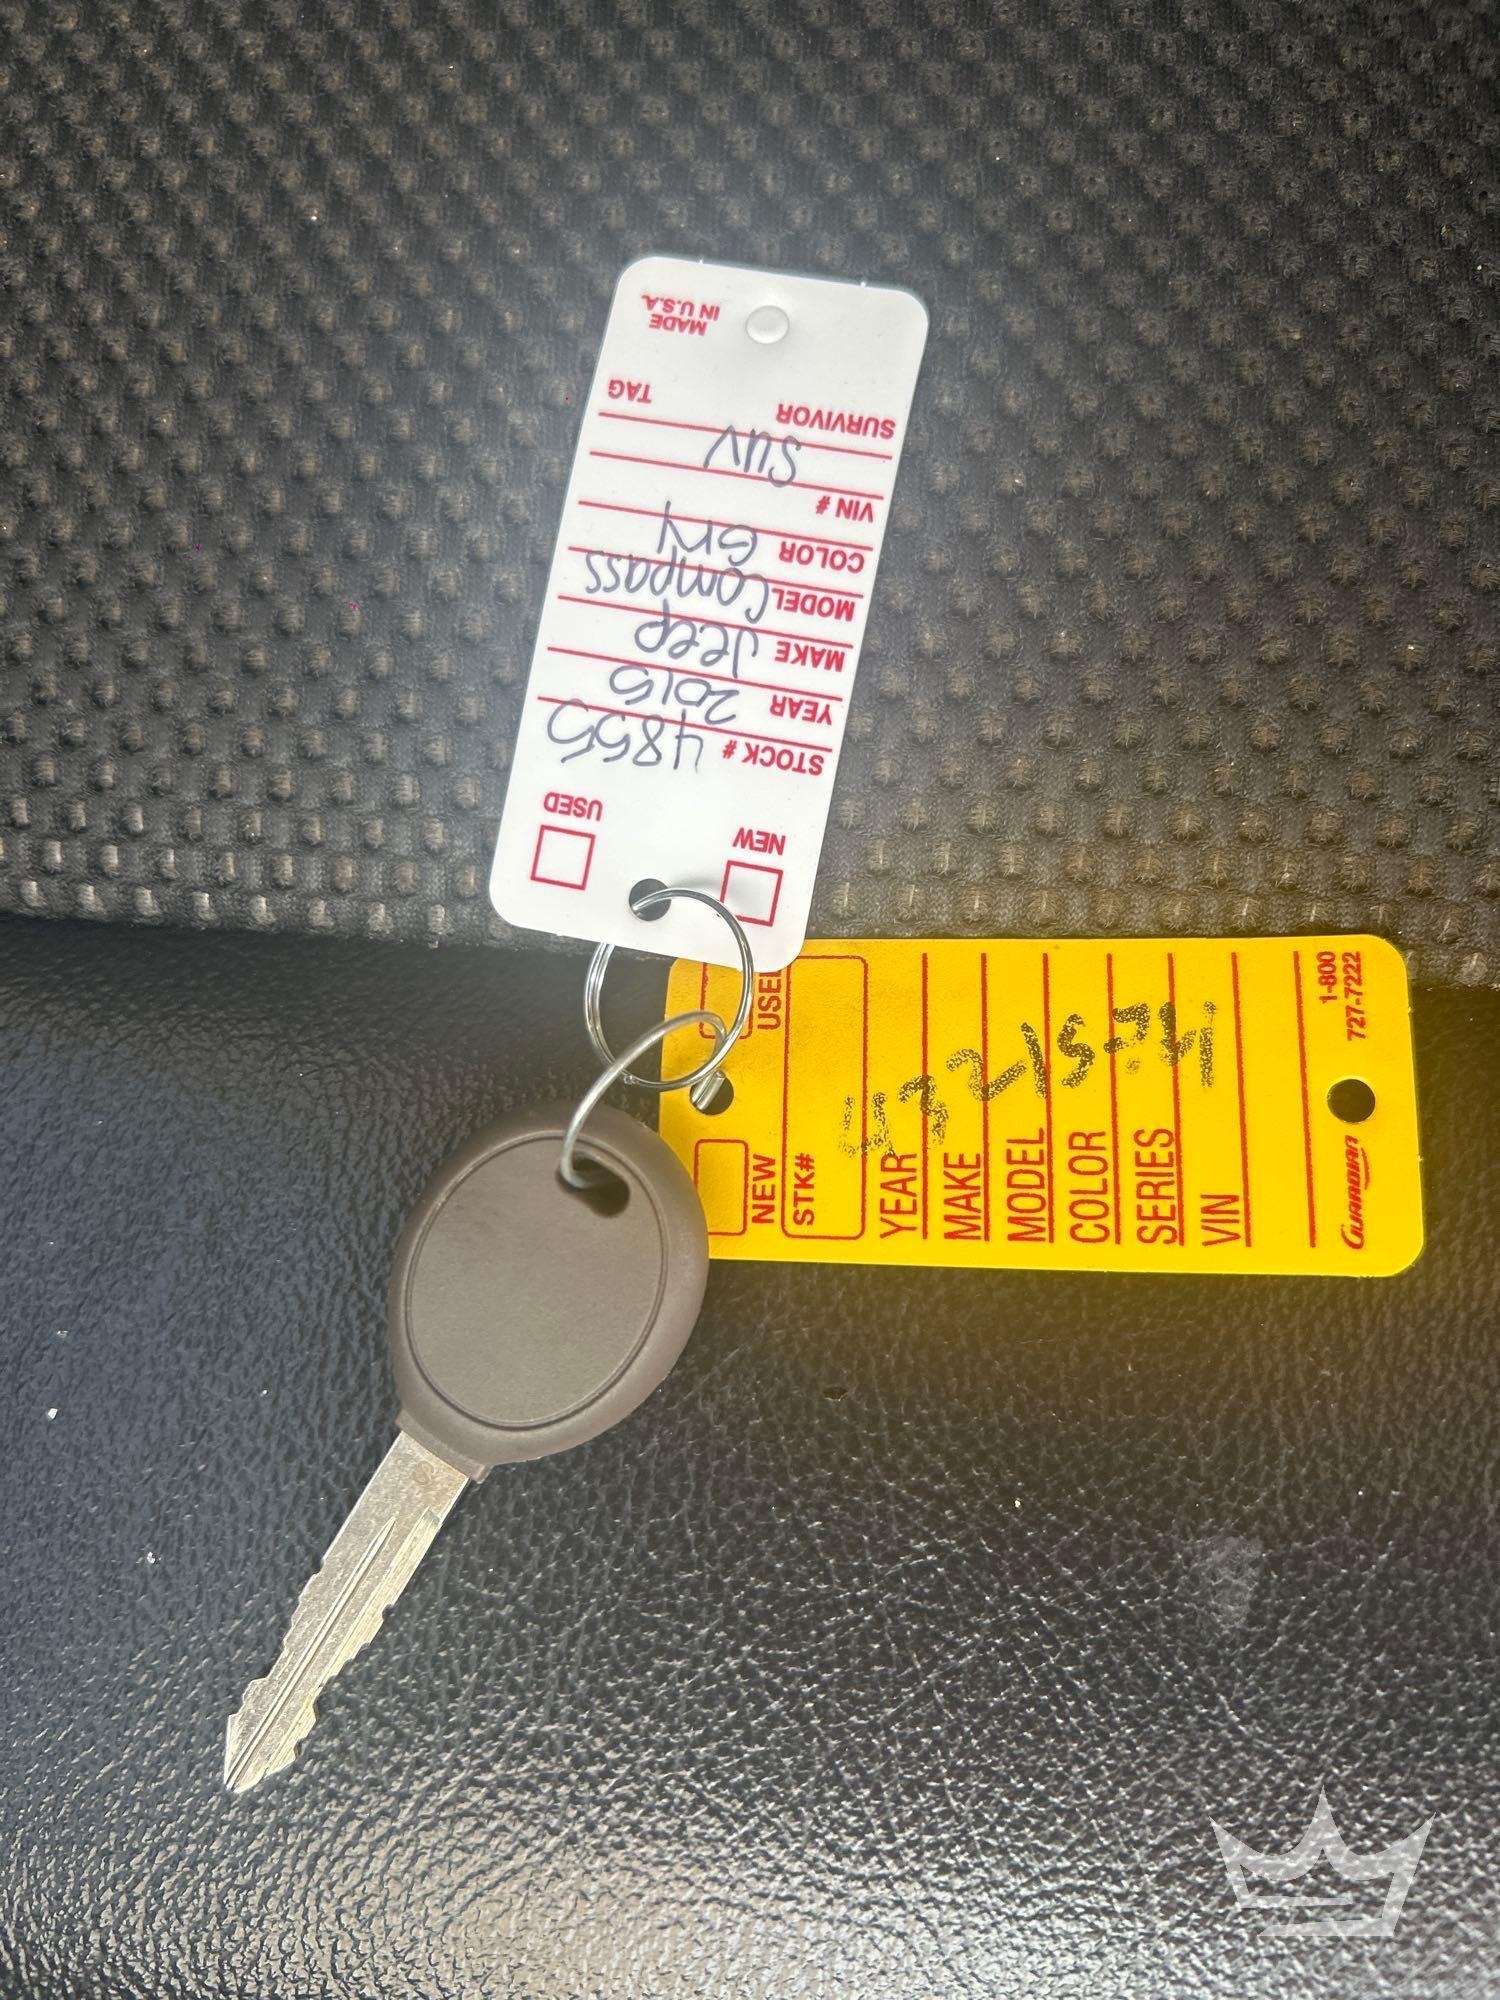 NEW USED
STOCK # 4855
YEAR 2015
MAKE Jeep
MODEL Compass
COLOR Gry
VIN #
SUV
SURVIVOR TAG
MADE
IN U.S.A.
NEW
STK#
YEAR
MAKE
MODEL
COLOR
SERIES
VIN
GUARDIAN
1-800
727-7222